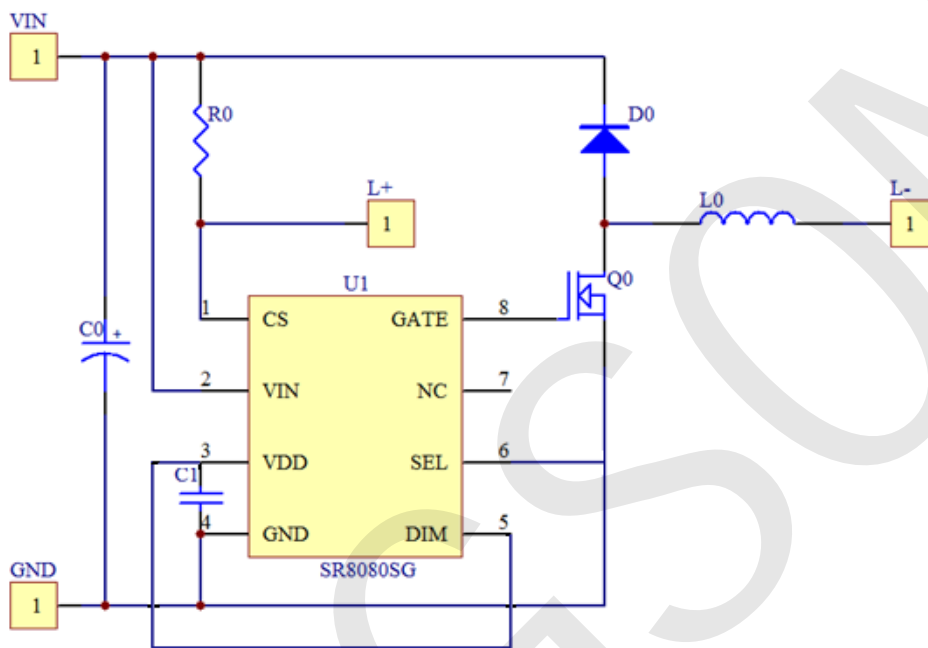 VIN
1
R0
D0
L+
1
L0
L-
1
U1
Q0
1
CS
GATE
8
C0
+
2
VIN
NC
7
3
VDD
SEL
6
C1
4
GND
DIM
5
SR8080SG
GND
1